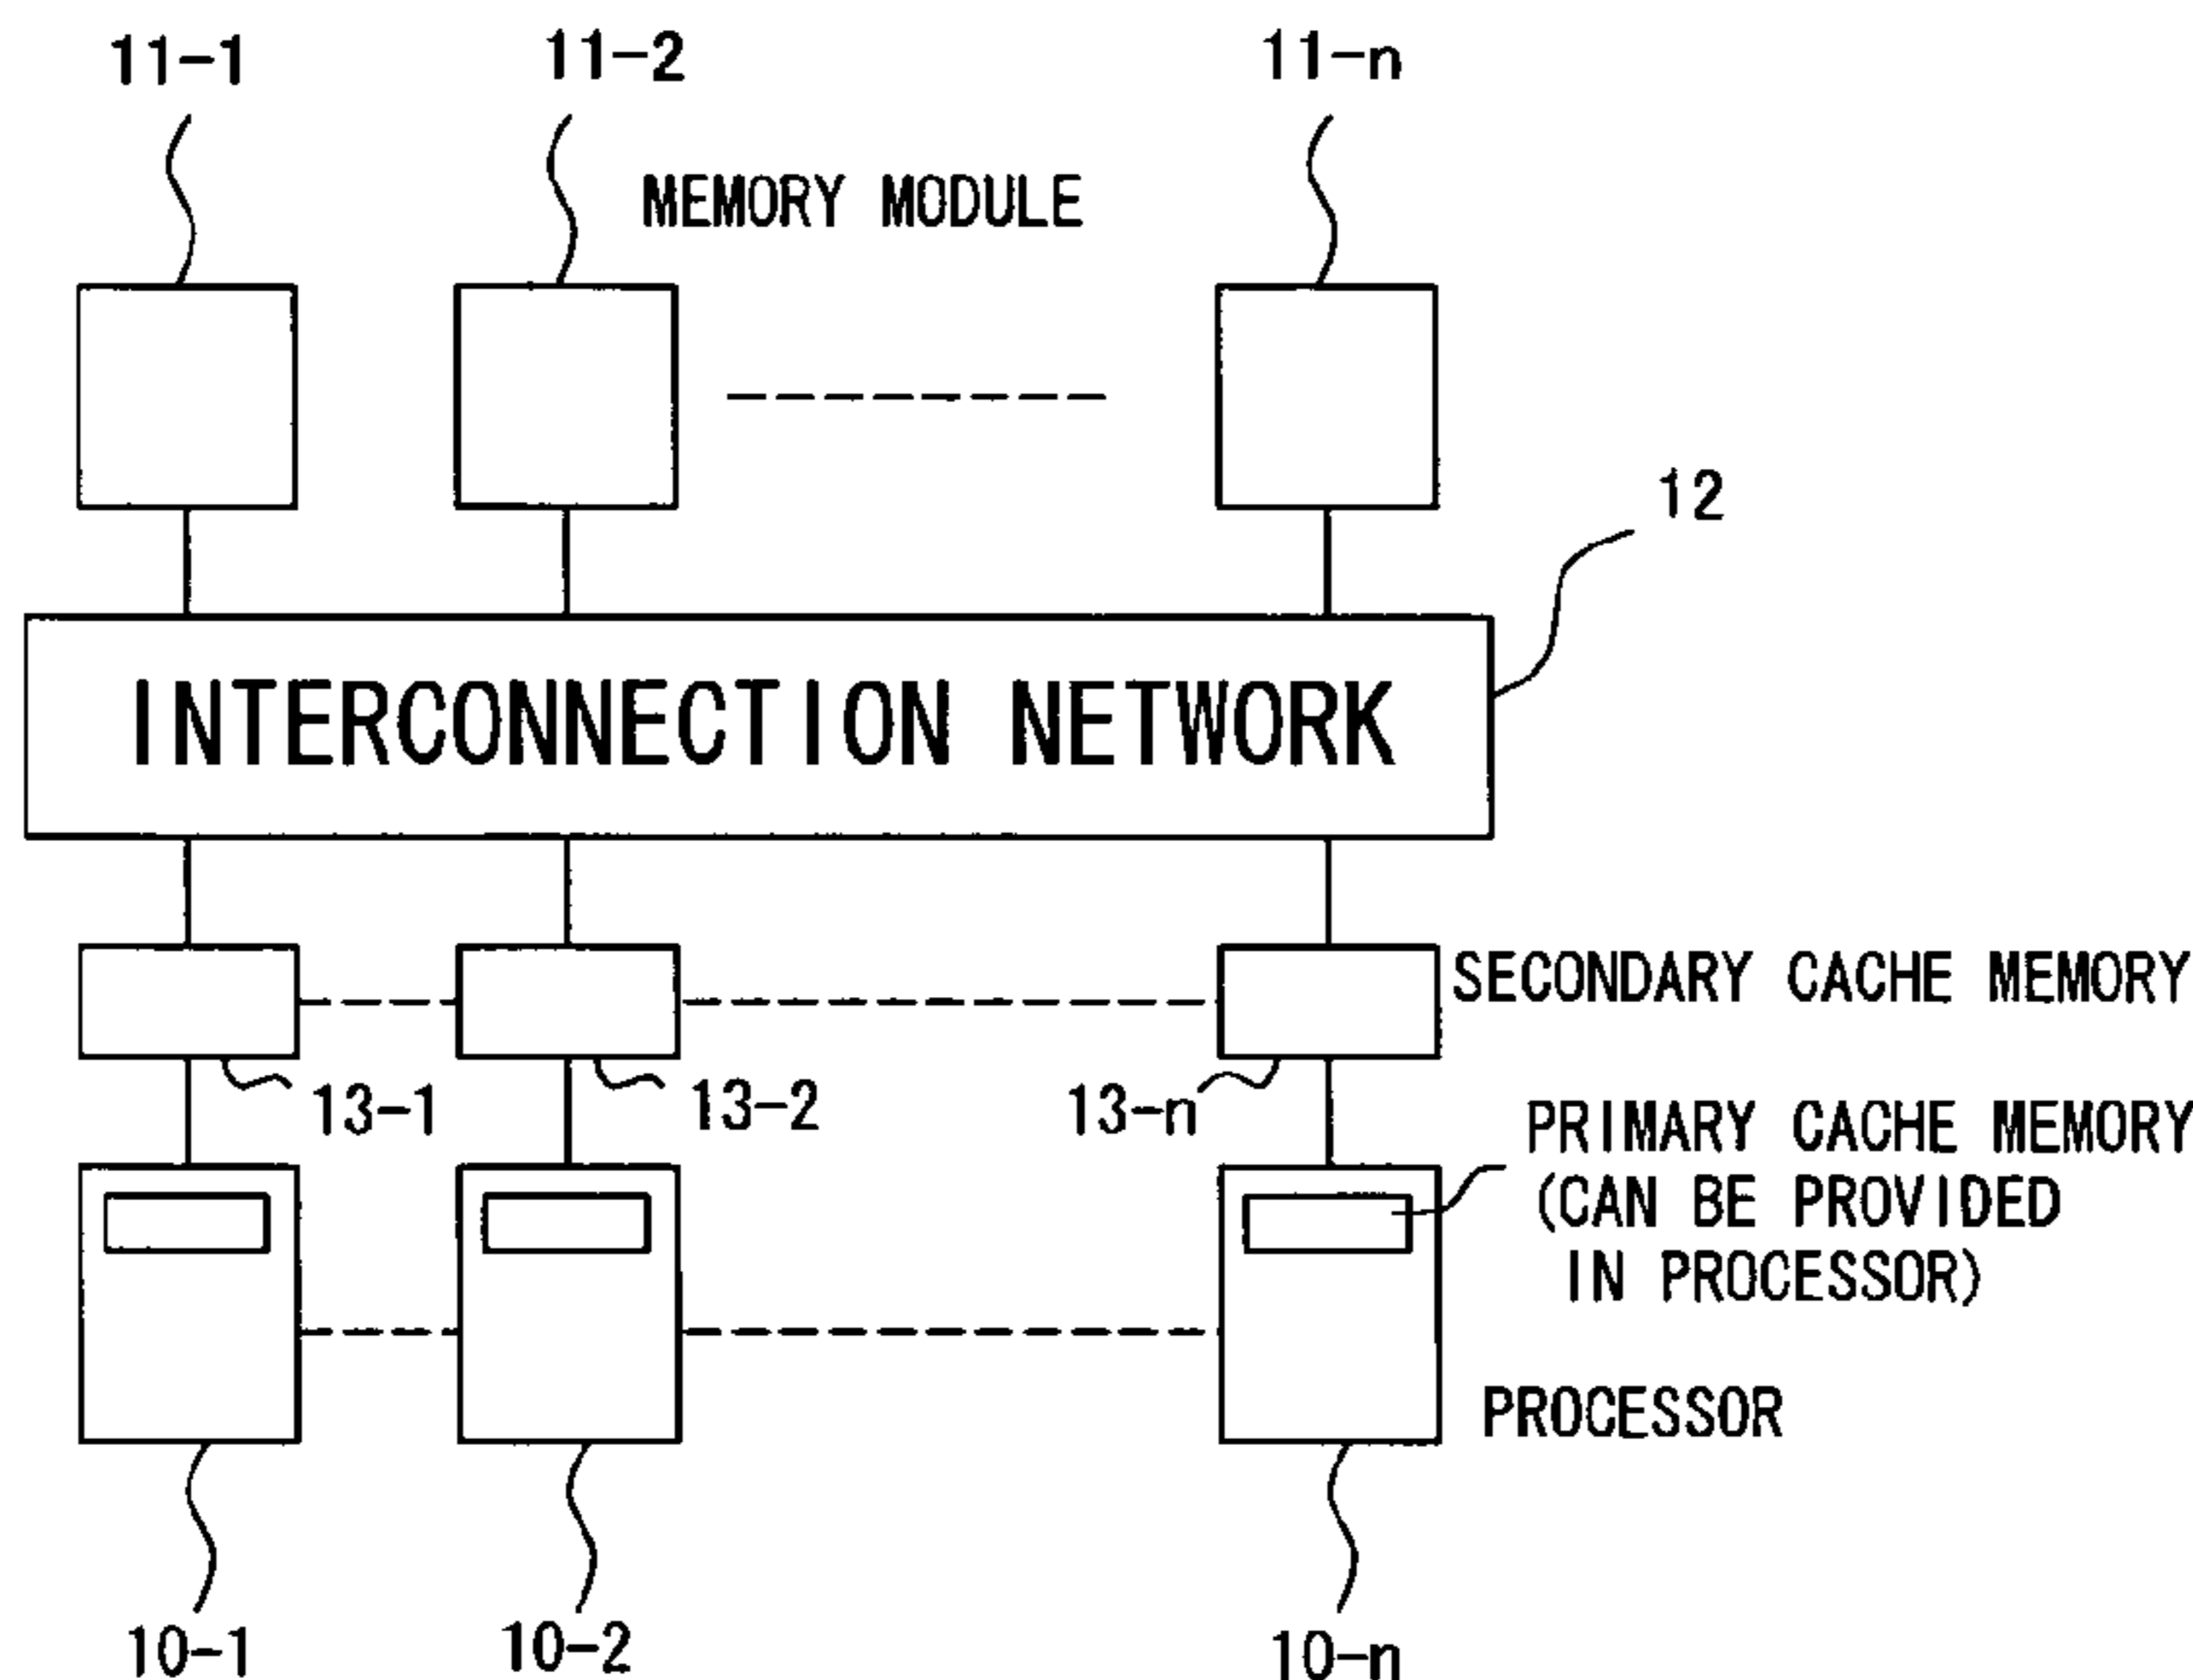 11-1 11-2 11-n
MEMORY MODULE
12
INTERCONNECTION NETWORK
SECONDARY CACHE MEMORY
13-1 13-2 13-n
PRIMARY CACHE MEMORY
(CAN BE PROVIDED
IN PROCESSOR)
PROCESSOR
10-1 10-2 10-n